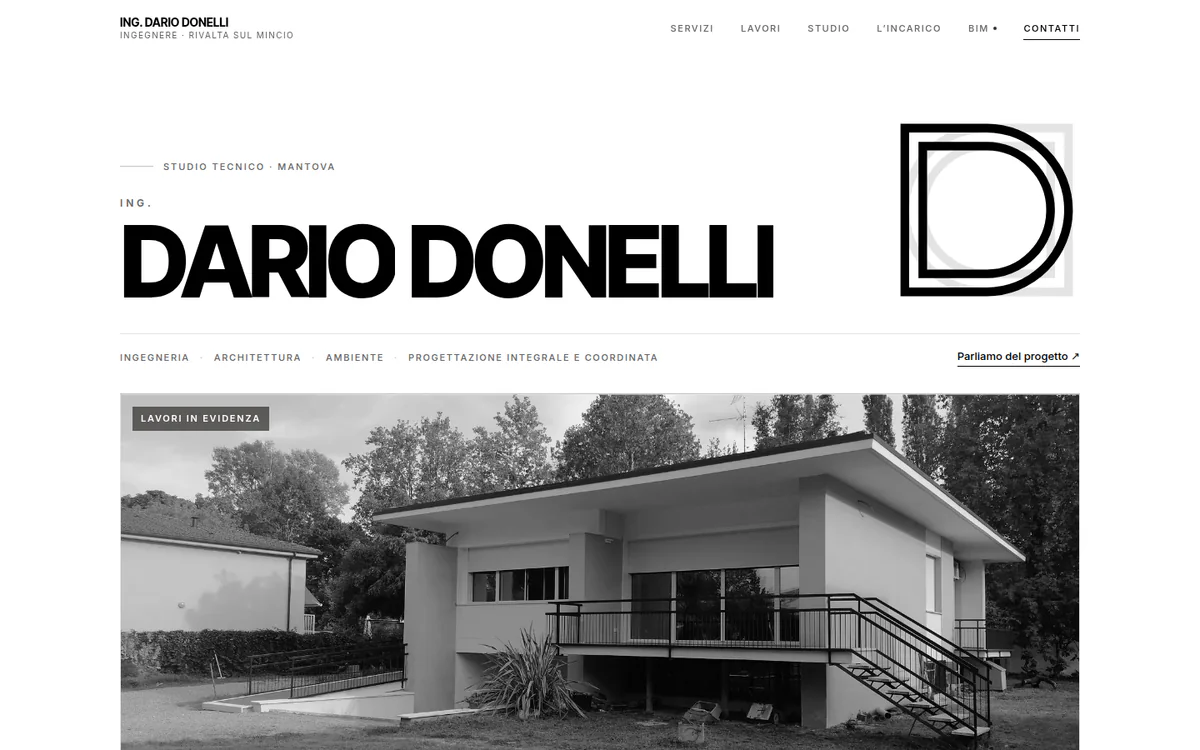 ING. DARIO DONELLI
INGEGNERE · RIVALTA SUL MINCIO
SERVIZI LAVORI STUDIO L'INCARICO BIM • CONTATTI
STUDIO TECNICO · MANTOVA
ING.
DARIO DONELLI
D
INGEGNERIA · ARCHITETTURA · AMBIENTE · PROGETTAZIONE INTEGRALE E COORDINATA
Parliamo del progetto ↗
LAVORI IN EVIDENZA